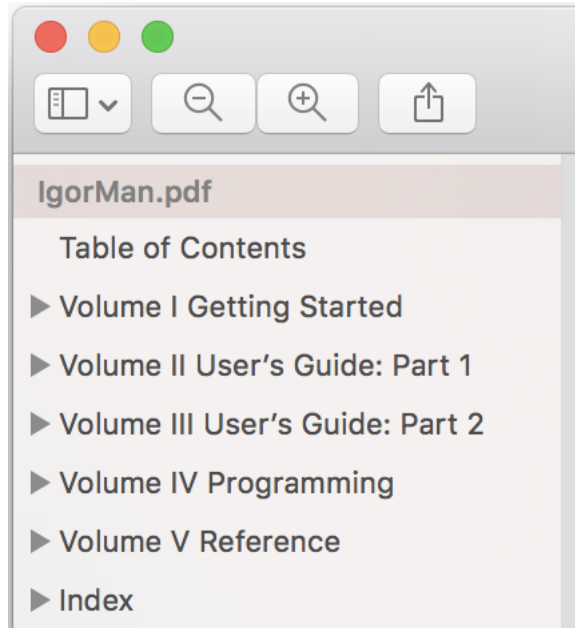 IgorMan.pdf
Table of Contents
Volume I Getting Started
Volume II User’s Guide: Part 1
Volume III User’s Guide: Part 2
Volume IV Programming
Volume V Reference
Index